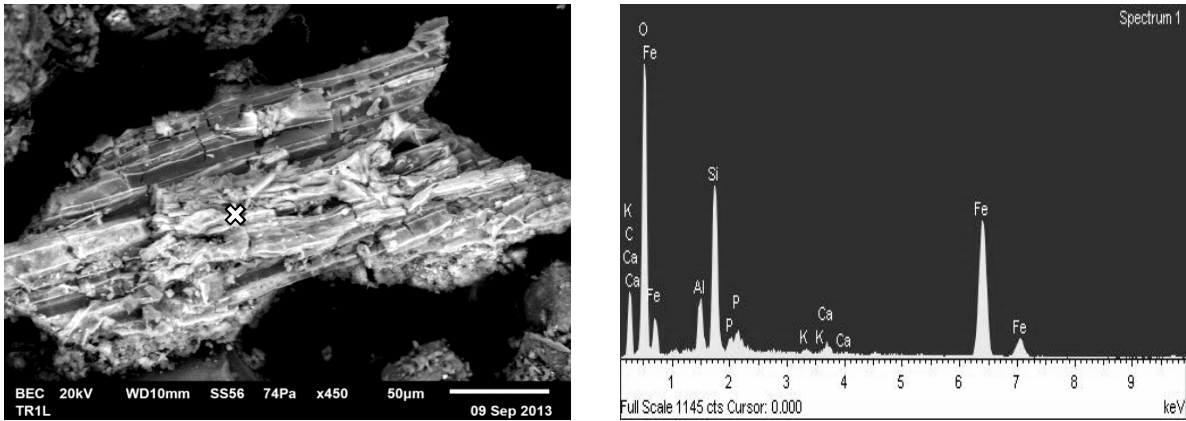 BEC 20kV WD10mm SS56 74Pa x450 50µm
TR1L 09 Sep 2013
Spectrum 1
O
Fe
Si
K
C
Ca
Ca
Fe
Al
P
P
K
K
Ca
Ca
Fe
Fe
1 2 3 4 5 6 7 8 9
Full Scale 1145 cts Cursor: 0.000 keV